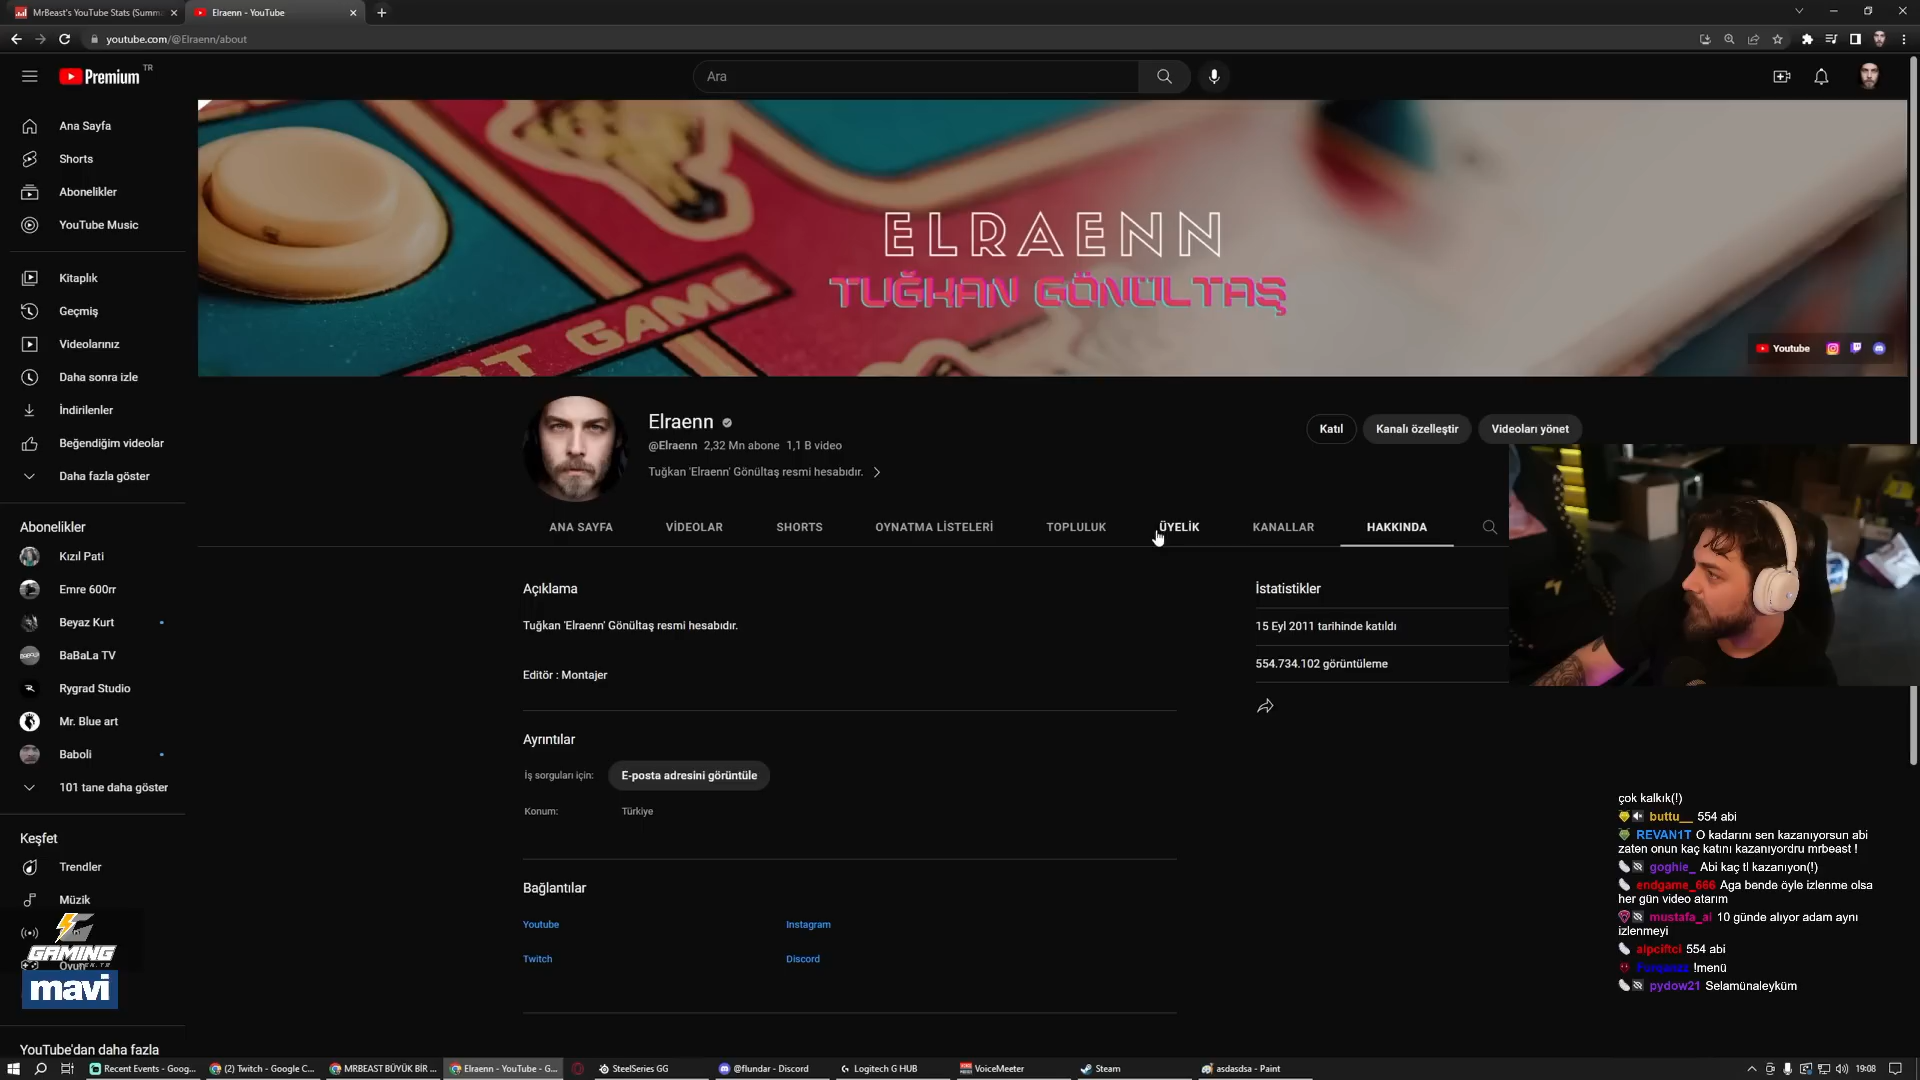 MrBeast's YouTube Stats (Summ
Elraenn - YouTube
youtube.com/@Elraenn/about
Premium TR
Ara
Ana Sayfa
Shorts
Abonelikler
YouTube Music
Kitaplık
Geçmiş
Videolarınız
Daha sonra izle
İndirilenler
Beğendiğim videolar
Daha fazla göster
Abonelikler
Kızıl Pati
Emre 600rr
Beyaz Kurt
BaBaLa TV
Rygrad Studio
Mr. Blue art
Baboli
101 tane daha göster
Keşfet
Trendler
Müzik
Oyun
GAMING
mavi
YouTube'dan daha fazla
GAME
ELRAENN
TUĞKAN GÖNÜLTAŞ
Youtube
Elraenn
@Elraenn 2,32 Mn abone 1,1 B video
Tuğkan 'Elraenn' Gönültaş resmi hesabıdır.
Katıl
Kanalı özelleştir
Videoları yönet
ANA SAYFA
VİDEOLAR
SHORTS
OYNATMA LİSTELERİ
TOPLULUK
ÜYELİK
KANALLAR
HAKKINDA
Açıklama
Tuğkan 'Elraenn' Gönültaş resmi hesabıdır.
Editör : Montajer
Ayrıntılar
İş sorguları için: E-posta adresini görüntüle
Konum: Türkiye
Bağlantılar
Youtube
Instagram
Twitch
Discord
İstatistikler
15 Eyl 2011 tarihinde katıldı
554.734.102 görüntüleme
çok kalkık(!)
buttu__ 554 abi
REVAN1T O kadarını sen kazanıyorsun abi
zaten onun kaç katını kazanıyordru mrbeast !
goghie_ Abi kaç tl kazanıyon(!)
endgame_666 Aga bende öyle izlenme olsa
her gün video atarım
mustafa_ai 10 günde alıyor adam aynı
izlenmeyi
alpciftci 554 abi
!menü
pydow21 Selamünaleyküm
Recent Events - Goog...
(2) Twitch - Google C...
MRBEAST BÜYÜK BİR ...
Elraenn - YouTube - G...
SteelSeries GG
@flundar - Discord
Logitech G HUB
VoiceMeeter
Steam
asdasdsa - Paint
19:08